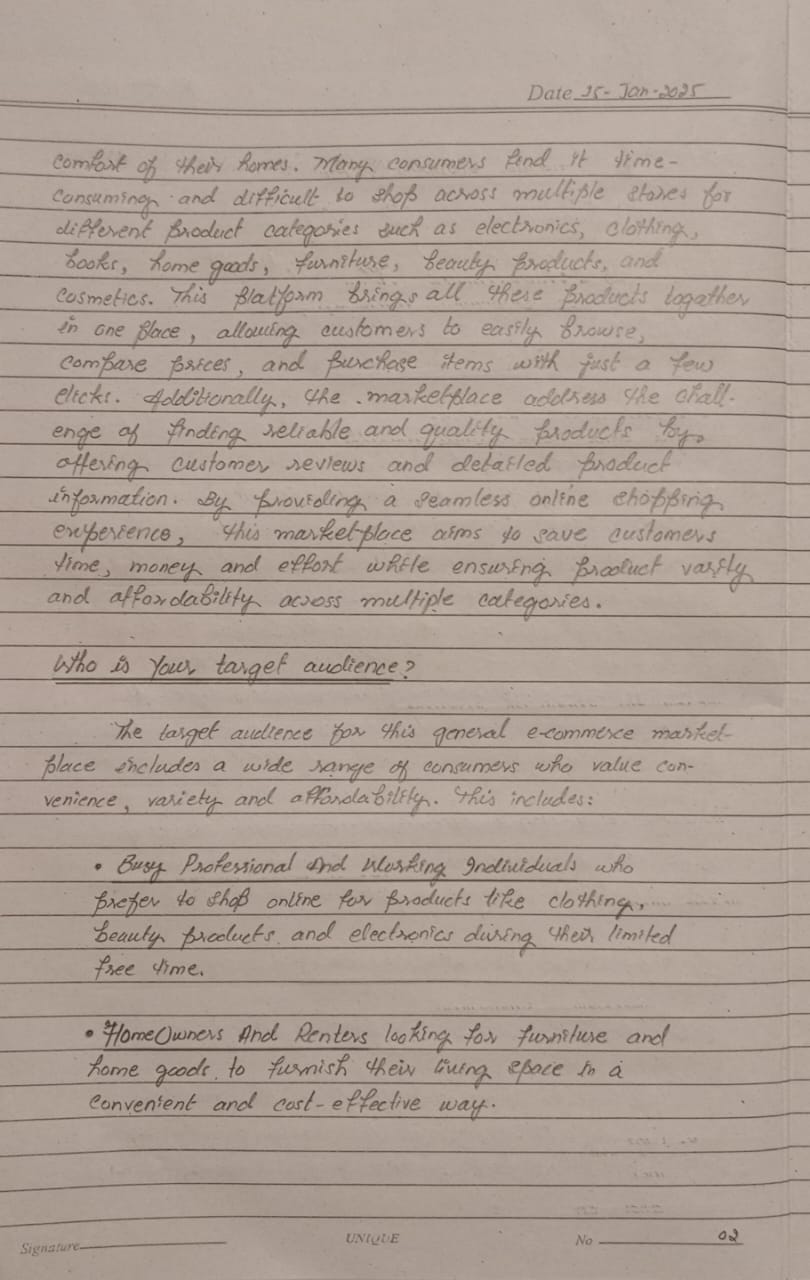 Date 15-Jan-2025
comfort of their homes. Many consumers find it time-
consuming and difficult to shop across multiple stores for
different product categories such as electronics, clothing,
books, home goods, furniture, beauty products, and
cosmetics. This platform brings all these products togather
in one place, allowing customers to easily browse,
compare prices, and purchase items with just a few
clicks. Additionally, the marketplace address the chall-
enge of finding reliable and quality products by
offering customer reviews and detailed product
information. By providing a seamless online shopping
experience, this marketplace aims to save customers
time, money and effort while ensuring product varity
and affordability across multiple categories.
Who is Your target audience?
The target audience for this general e-commerce market-
place includes a wide range of consumers who value con-
venience, variety and affordability. This includes:
• Busy Professional And Working Individuals who
prefer to shop online for products like clothing,
beauty products and electronics during their limited
free time.
• HomeOwners And Renters looking for furniture and
home goods to furnish their living space in a
convenient and cost-effective way.
Signature UNIQUE No 02